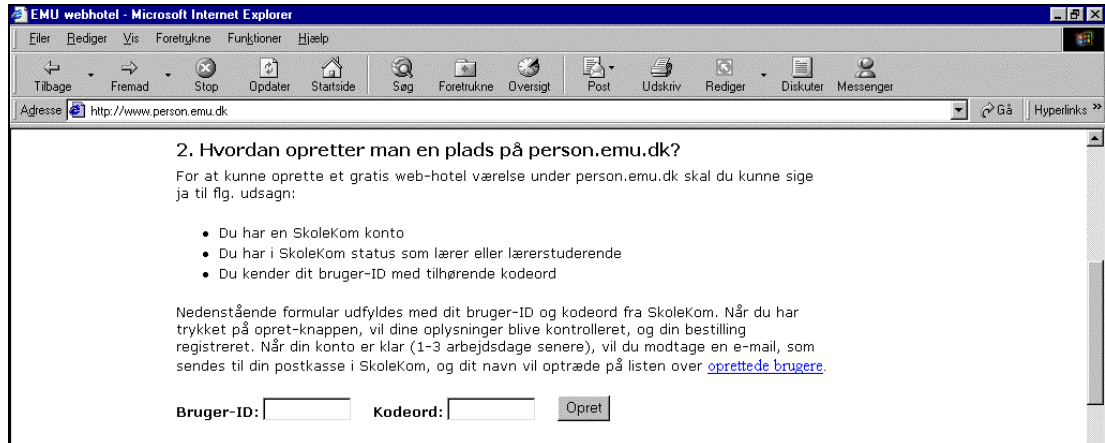 EMU webhotel - Microsoft Internet Explorer
Filer Rediger Vis Foretrukne Funktioner Hjælp
Tilbage Fremad Stop Opdater Startside Søg Foretrukne Oversigt Post Udskriv Rediger Diskuter Messenger
Adresse http://www.person.emu.dk Gå Hyperlinks »
2. Hvordan opretter man en plads på person.emu.dk?
For at kunne oprette et gratis web-hotel værelse under person.emu.dk skal du kunne sige
ja til flg. udsagn:
• Du har en SkoleKom konto
• Du har i SkoleKom status som lærer eller lærerstuderende
• Du kender dit bruger-ID med tilhørende kodeord
Nedenstående formular udfyldes med dit bruger-ID og kodeord fra SkoleKom. Når du har
trykket på opret-knappen, vil dine oplysninger blive kontrolleret, og din bestilling
registreret. Når din konto er klar (1-3 arbejdsdage senere), vil du modtage en e-mail, som
sendes til din postkasse i SkoleKom, og dit navn vil optræde på listen over oprettede brugere.
Bruger-ID: Kodeord: Opret